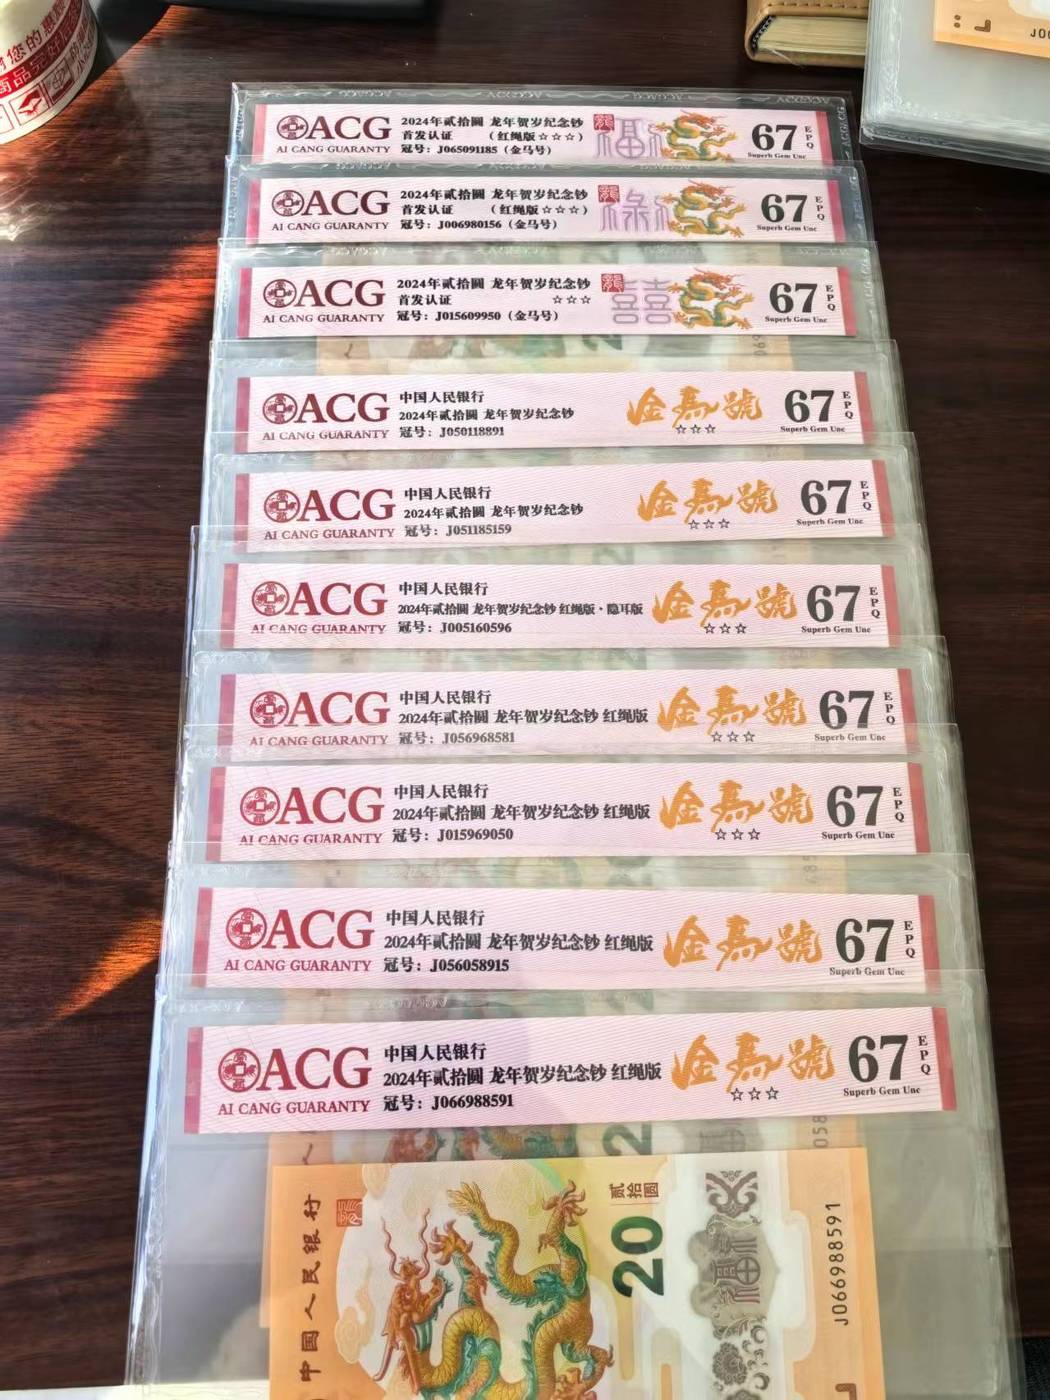 ACG
AI CANG GUARANTY
2024年贰拾圆 龙年贺岁纪念钞
首发认证 （红绳版☆☆☆）
冠号：J065091185（金马号）
福
67
EPQ
Superb Gem Unc
ACG
AI CANG GUARANTY
2024年贰拾圆 龙年贺岁纪念钞
首发认证 （红绳版☆☆☆）
冠号：J006980156（金马号）
禄
67
EPQ
Superb Gem Unc
ACG
AI CANG GUARANTY
2024年贰拾圆 龙年贺岁纪念钞
首发认证 ☆☆☆
冠号：J015609950（金马号）
囍
67
EPQ
Superb Gem Unc
ACG
AI CANG GUARANTY
中国人民银行
2024年贰拾圆 龙年贺岁纪念钞
冠号：J050118891
金馬號
☆☆☆
67
EPQ
Superb Gem Unc
ACG
AI CANG GUARANTY
中国人民银行
2024年贰拾圆 龙年贺岁纪念钞
冠号：J051185159
金馬號
☆☆☆
67
EPQ
Superb Gem Unc
ACG
AI CANG GUARANTY
中国人民银行
2024年贰拾圆 龙年贺岁纪念钞 红绳版·隐耳版
冠号：J005160596
金馬號
☆☆☆
67
EPQ
Superb Gem Unc
ACG
AI CANG GUARANTY
中国人民银行
2024年贰拾圆 龙年贺岁纪念钞 红绳版
冠号：J056968581
金馬號
☆☆☆
67
EPQ
Superb Gem Unc
ACG
AI CANG GUARANTY
中国人民银行
2024年贰拾圆 龙年贺岁纪念钞 红绳版
冠号：J015969050
金馬號
☆☆☆
67
EPQ
Superb Gem Unc
ACG
AI CANG GUARANTY
中国人民银行
2024年贰拾圆 龙年贺岁纪念钞 红绳版
冠号：J056058915
金馬號
67
EPQ
Superb Gem Unc
ACG
AI CANG GUARANTY
中国人民银行
2024年贰拾圆 龙年贺岁纪念钞 红绳版
冠号：J066988591
金馬號
☆☆☆
67
EPQ
Superb Gem Unc
中国人民银行
贰拾圆
20
福
J066988591